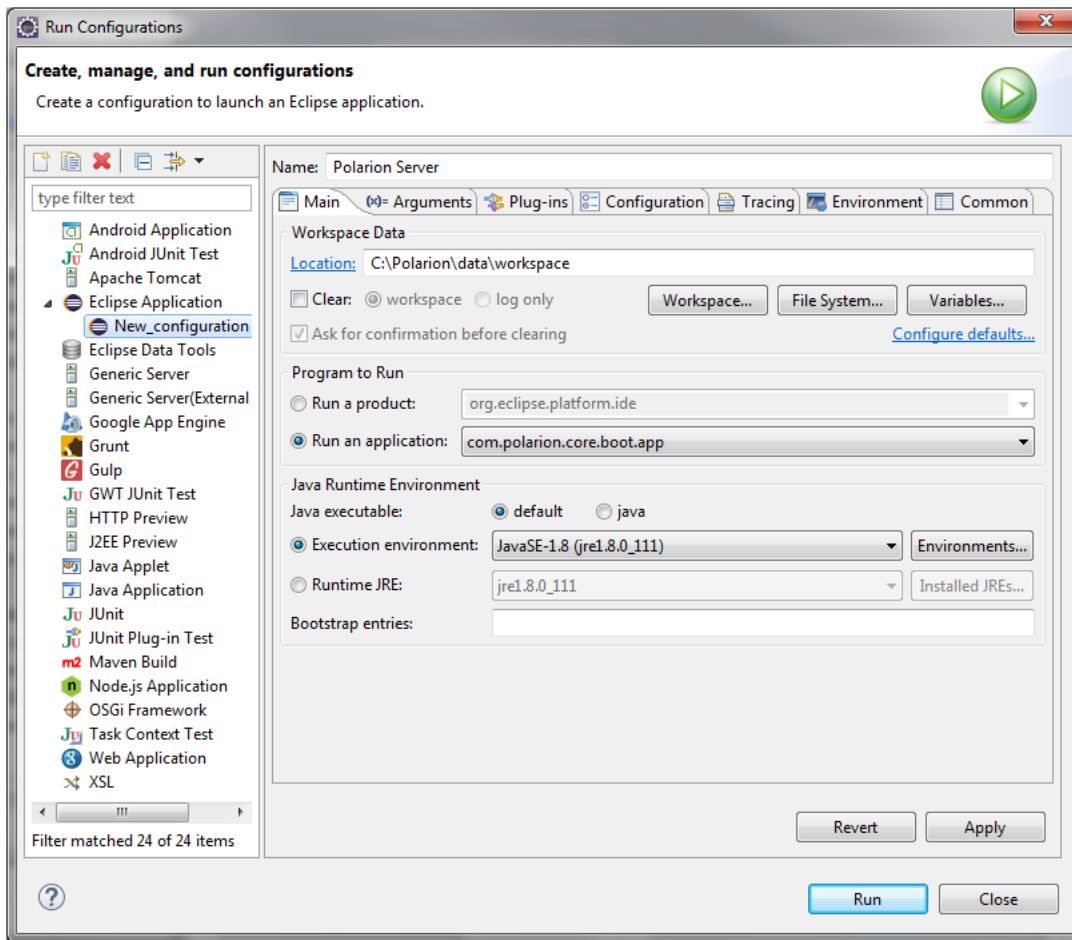 Run Configurations
Create, manage, and run configurations
Create a configuration to launch an Eclipse application.
type filter text
Android Application
Android JUnit Test
Apache Tomcat
Eclipse Application
New_configuration
Eclipse Data Tools
Generic Server
Generic Server(External
Google App Engine
Grunt
Gulp
GWT JUnit Test
HTTP Preview
J2EE Preview
Java Applet
Java Application
JUnit
JUnit Plug-in Test
m2 Maven Build
Node.js Application
OSGi Framework
Task Context Test
Web Application
XSL
Filter matched 24 of 24 items
Name: Polarion Server
Main (x)= Arguments Plug-ins Configuration Tracing Environment Common
Workspace Data
Location: C:\Polarion\data\workspace
Clear: workspace log only Workspace... File System... Variables...
Ask for confirmation before clearing Configure defaults...
Program to Run
Run a product: org.eclipse.platform.ide
Run an application: com.polarion.core.boot.app
Java Runtime Environment
Java executable: default java
Execution environment: JavaSE-1.8 (jre1.8.0_111) Environments...
Runtime JRE: jre1.8.0_111 Installed JREs...
Bootstrap entries:
Revert Apply
Run Close